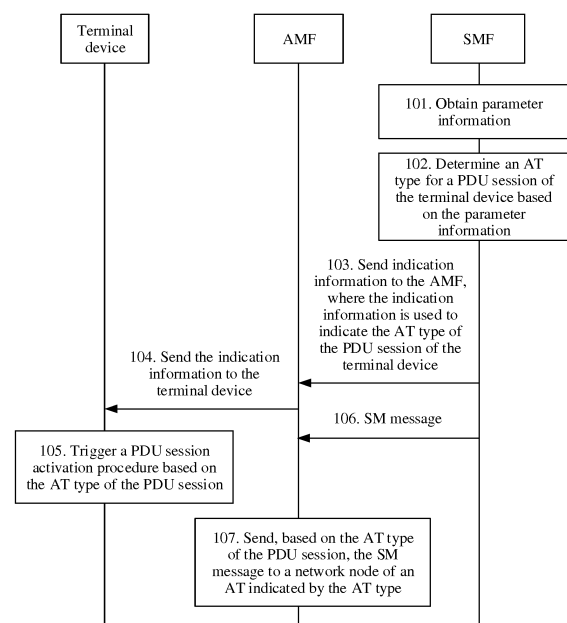 Terminal
device
AMF
SMF
101. Obtain parameter
information
102. Determine an AT
type for a PDU session of
the terminal device based
on the parameter
information
103. Send indication
information to the AMF,
where the indication
information is used to
indicate the AT type of
the PDU session of the
terminal device
104. Send the indication
information to the
terminal device
106. SM message
105. Trigger a PDU session
activation procedure based on
the AT type of the PDU session
107. Send, based on the AT type
of the PDU session, the SM
message to a network node of an
AT indicated by the AT type